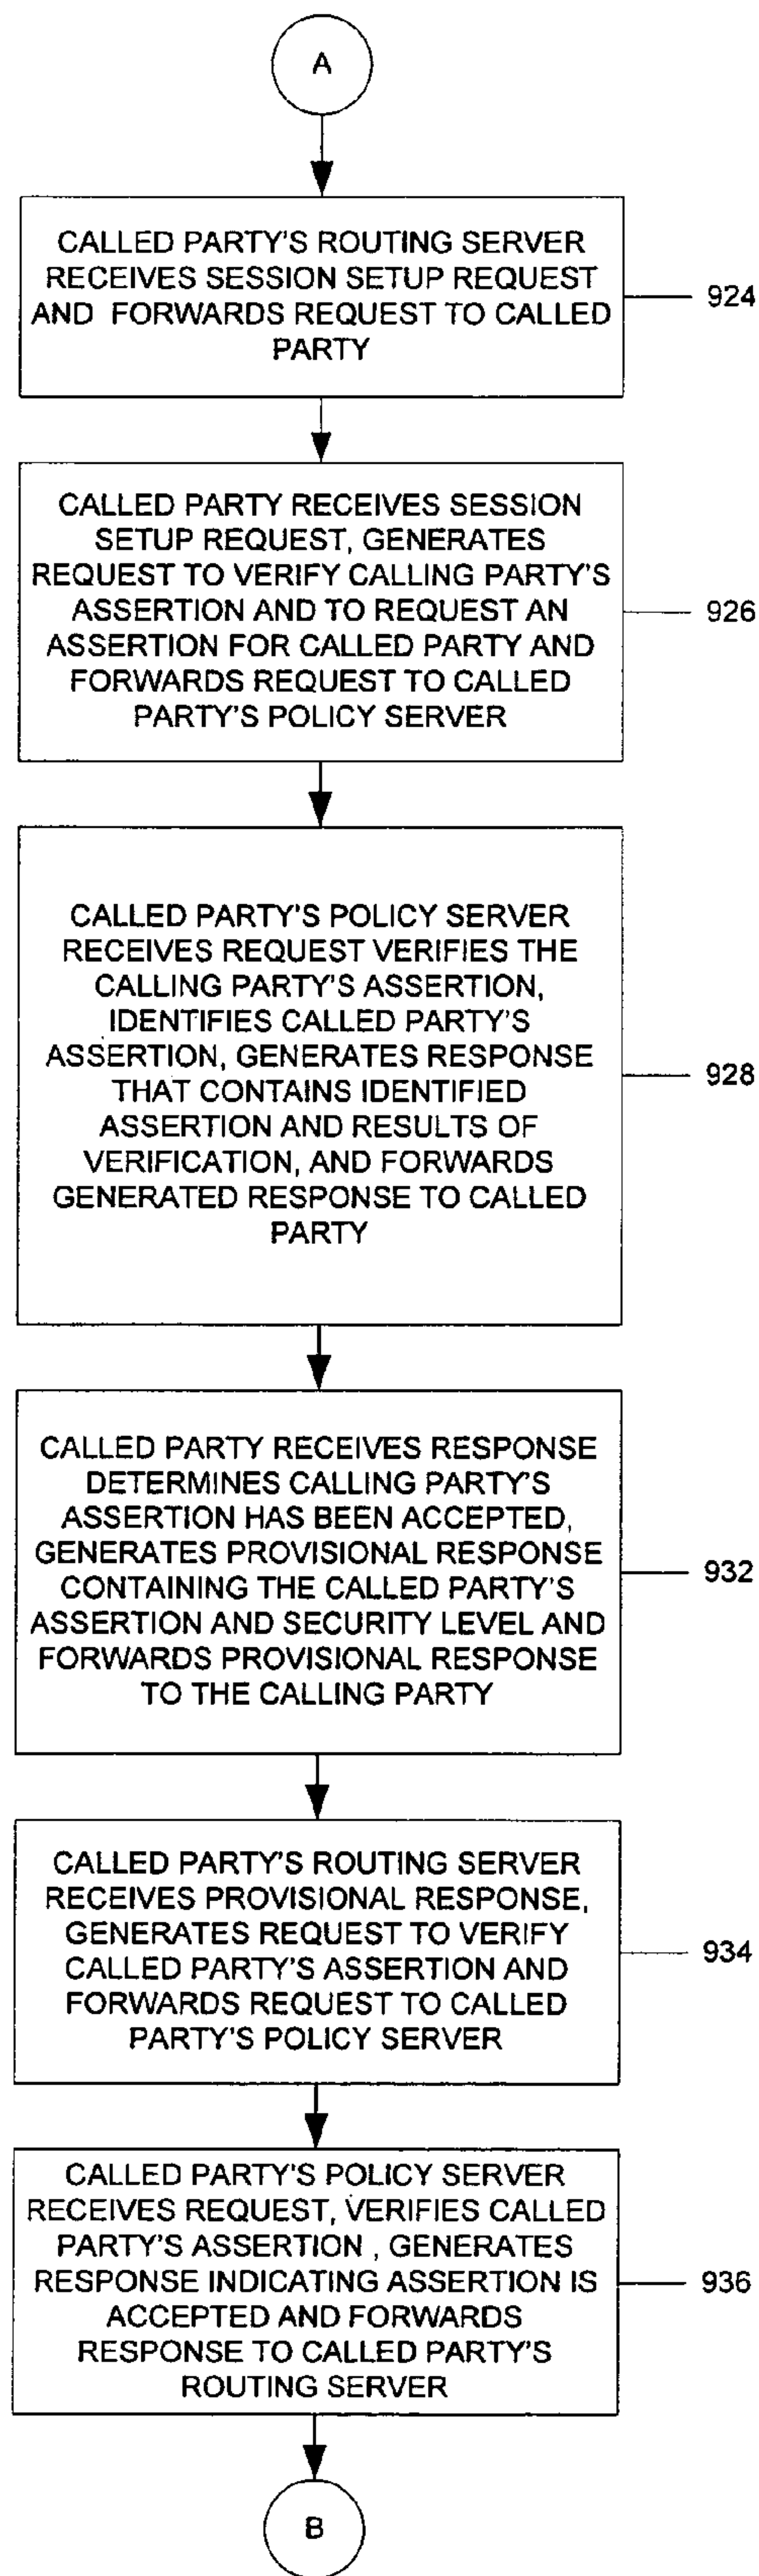 A
CALLED PARTY'S ROUTING SERVER
RECEIVES SESSION SETUP REQUEST
AND FORWARDS REQUEST TO CALLED
PARTY
924
CALLED PARTY RECEIVES SESSION
SETUP REQUEST, GENERATES
REQUEST TO VERIFY CALLING PARTY'S
ASSERTION AND TO REQUEST AN
ASSERTION FOR CALLED PARTY AND
FORWARDS REQUEST TO CALLED
PARTY'S POLICY SERVER
926
CALLED PARTY'S POLICY SERVER
RECEIVES REQUEST VERIFIES THE
CALLING PARTY'S ASSERTION,
IDENTIFIES CALLED PARTY'S
ASSERTION, GENERATES RESPONSE
THAT CONTAINS IDENTIFIED
ASSERTION AND RESULTS OF
VERIFICATION, AND FORWARDS
GENERATED RESPONSE TO CALLED
PARTY
928
CALLED PARTY RECEIVES RESPONSE
DETERMINES CALLING PARTY'S
ASSERTION HAS BEEN ACCEPTED,
GENERATES PROVISIONAL RESPONSE
CONTAINING THE CALLED PARTY'S
ASSERTION AND SECURITY LEVEL AND
FORWARDS PROVISIONAL RESPONSE
TO THE CALLING PARTY
932
CALLED PARTY'S ROUTING SERVER
RECEIVES PROVISIONAL RESPONSE,
GENERATES REQUEST TO VERIFY
CALLED PARTY'S ASSERTION AND
FORWARDS REQUEST TO CALLED
PARTY'S POLICY SERVER
934
CALLED PARTY'S POLICY SERVER
RECEIVES REQUEST, VERIFIES CALLED
PARTY'S ASSERTION , GENERATES
RESPONSE INDICATING ASSERTION IS
ACCEPTED AND FORWARDS
RESPONSE TO CALLED PARTY'S
ROUTING SERVER
936
B